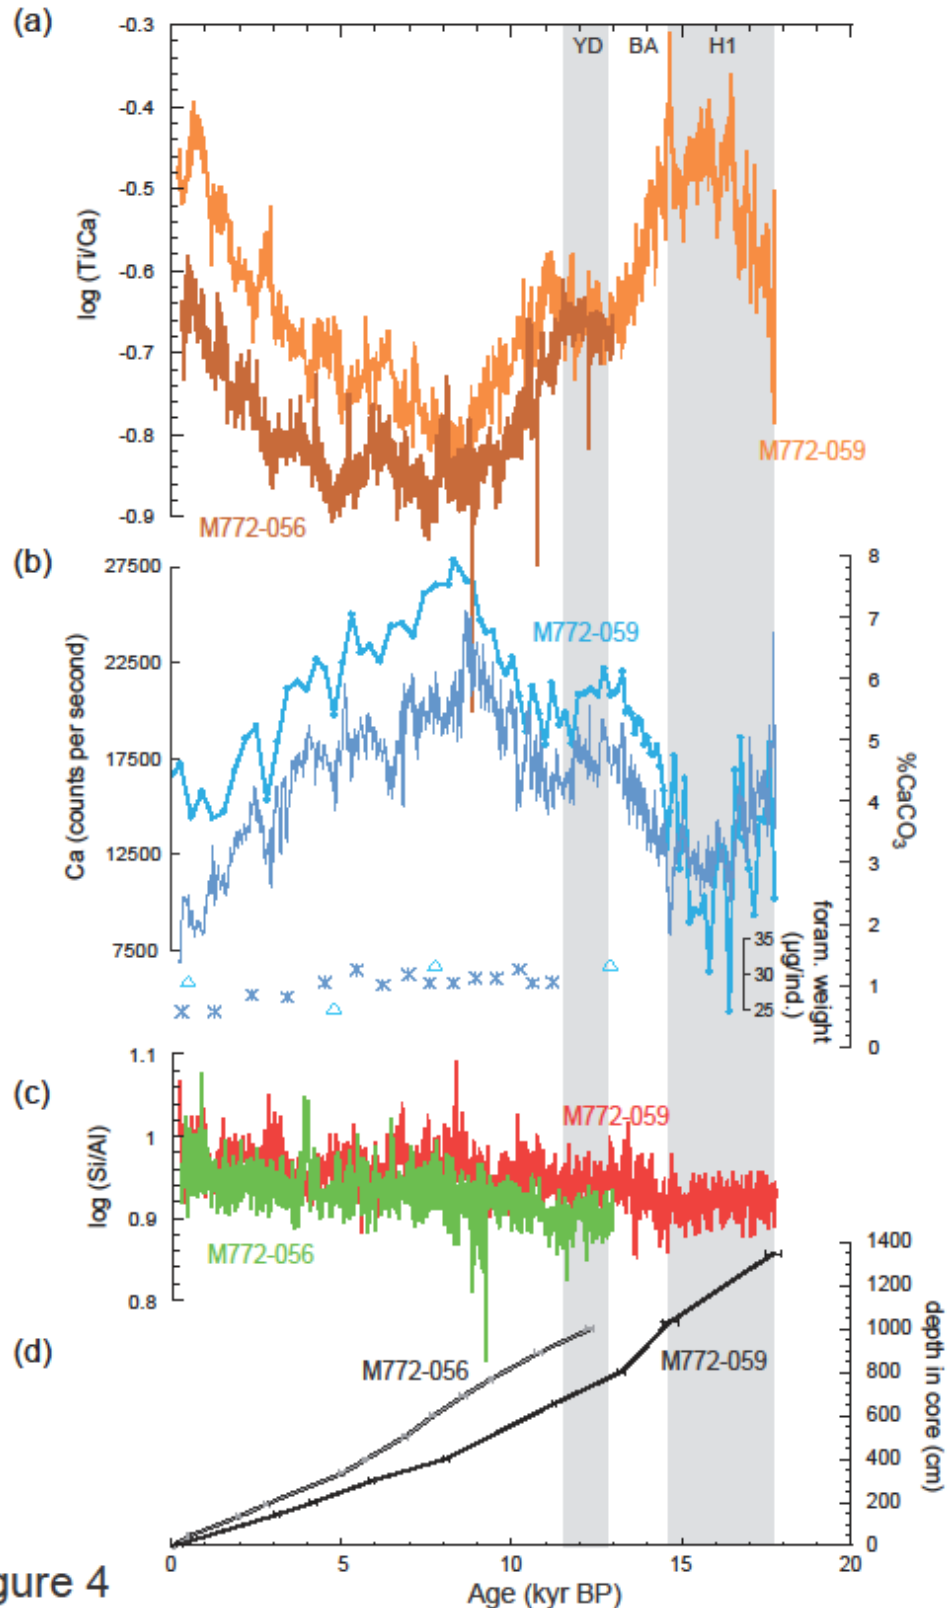 (a)
-0.3
-0.4
-0.5
-0.6
-0.7
-0.8
-0.9
log (Ti/Ca)
YD
BA
H1
M772-059
M772-056
(b)
27500
22500
17500
12500
7500
Ca (counts per second)
M772-059
8
7
6
5
4
3
2
1
0
%CaCO3
35
30
25
foram. weight
(µg/ind.)
(c)
1.1
1
0.9
0.8
log (Si/Al)
M772-059
M772-056
(d)
M772-056
M772-059
1400
1200
1000
800
600
400
200
0
depth in core (cm)
0
5
10
15
20
Age (kyr BP)
gure 4